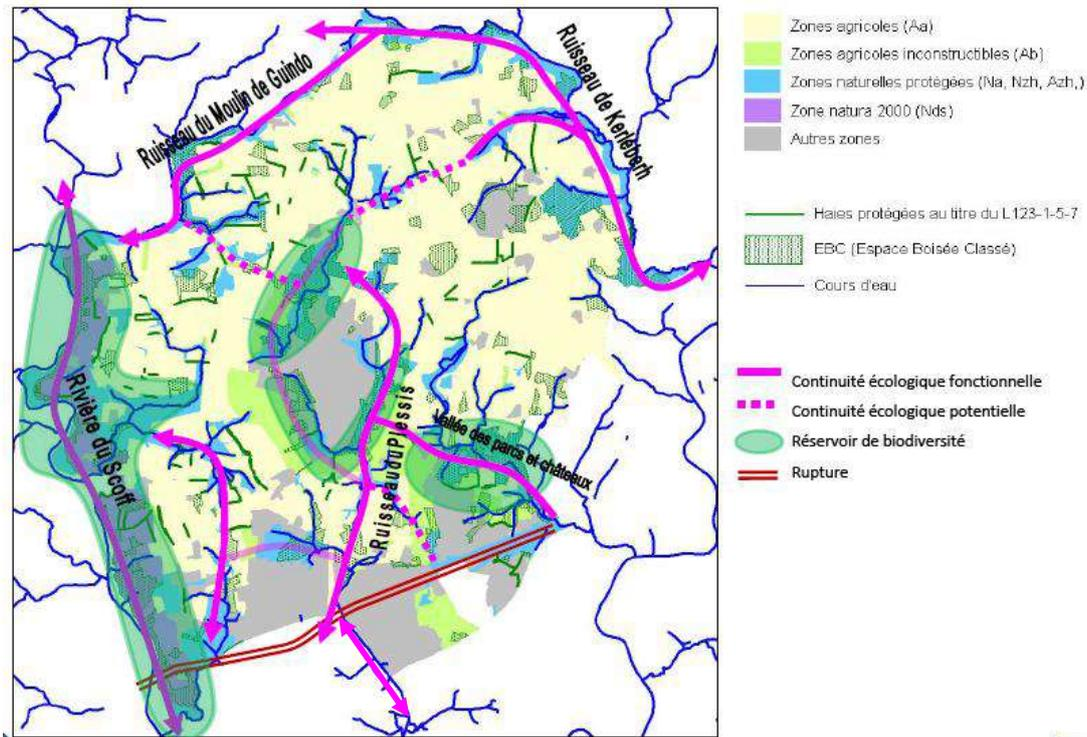 Ruisseau du Moulin de Guindo
Ruisseau de Kerlebérh
Rivière du Scoff
Ruisseau du Plessis
Vallée des parcs et châteaux
Zones agricoles (Aa)
Zones agricoles inconstructibles (Ab)
Zones naturelles protégées (Na, Nzh, Azh,)
Zone natura 2000 (Nds)
Autres zones
Haies protégées au titre du L123-1-5-7
EBC (Espace Boisée Classé)
Cours d'eau
Continuité écologique fonctionnelle
Continuité écologique potentielle
Réservoir de biodiversité
Rupture